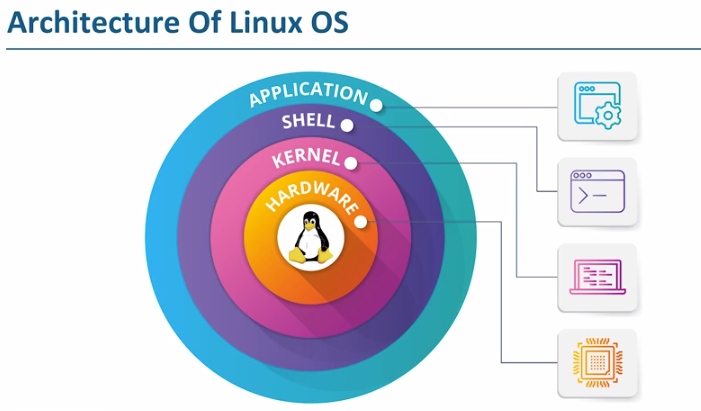 Architecture Of Linux OS
APPLICATION
SHELL
KERNEL
HARDWARE